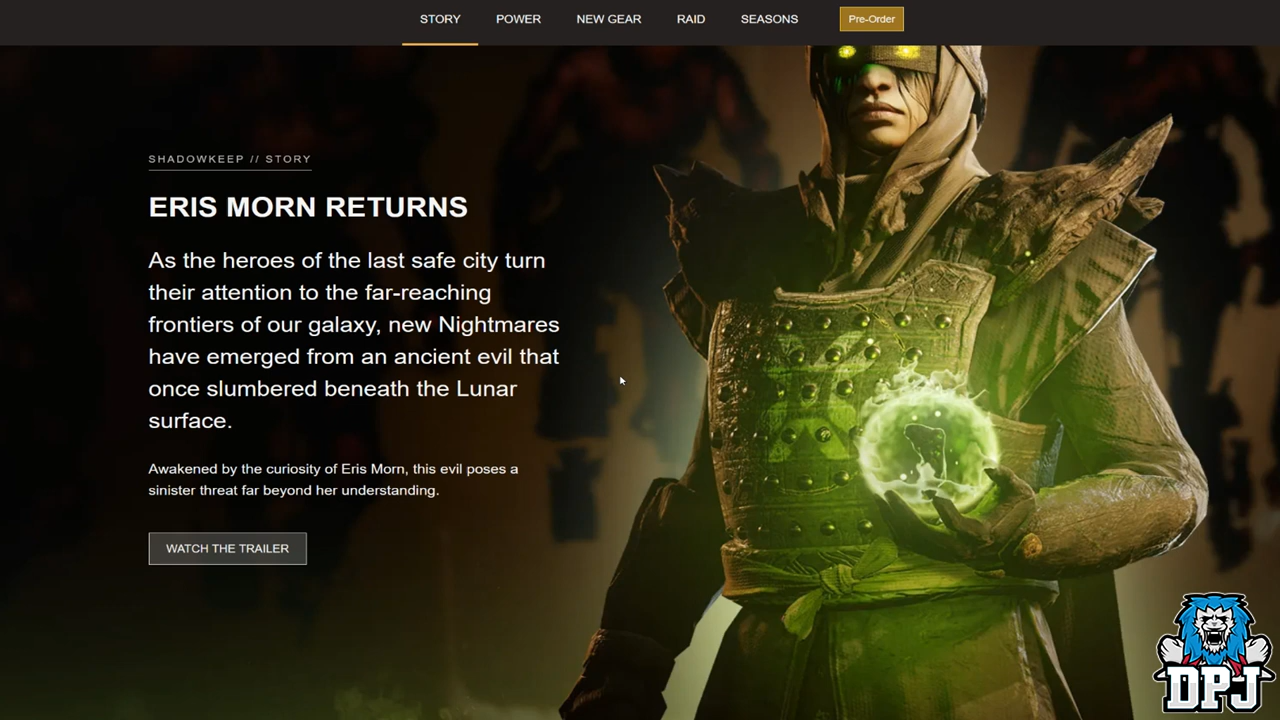 STORY POWER NEW GEAR RAID SEASONS Pre-Order
SHADOWKEEP // STORY
ERIS MORN RETURNS
As the heroes of the last safe city turn
their attention to the far-reaching
frontiers of our galaxy, new Nightmares
have emerged from an ancient evil that
once slumbered beneath the Lunar
surface.
Awakened by the curiosity of Eris Morn, this evil poses a
sinister threat far beyond her understanding.
WATCH THE TRAILER
DPJ